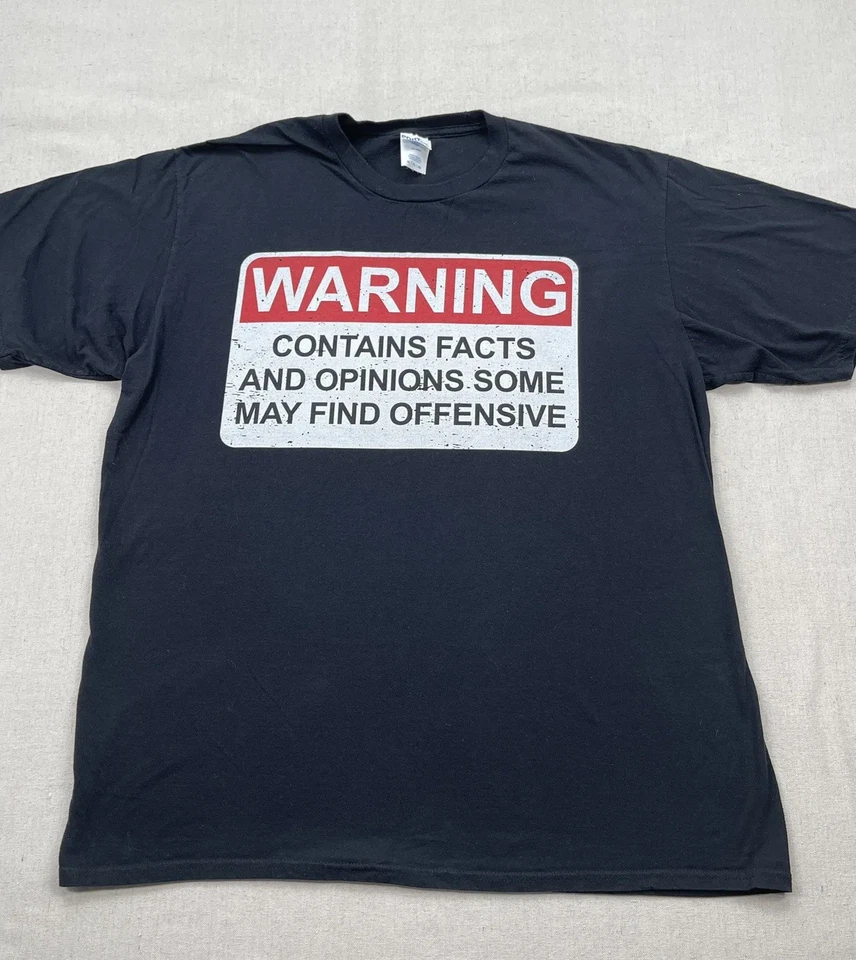 WARNING
CONTAINS FACTS
AND OPINIONS SOME
MAY FIND OFFENSIVE